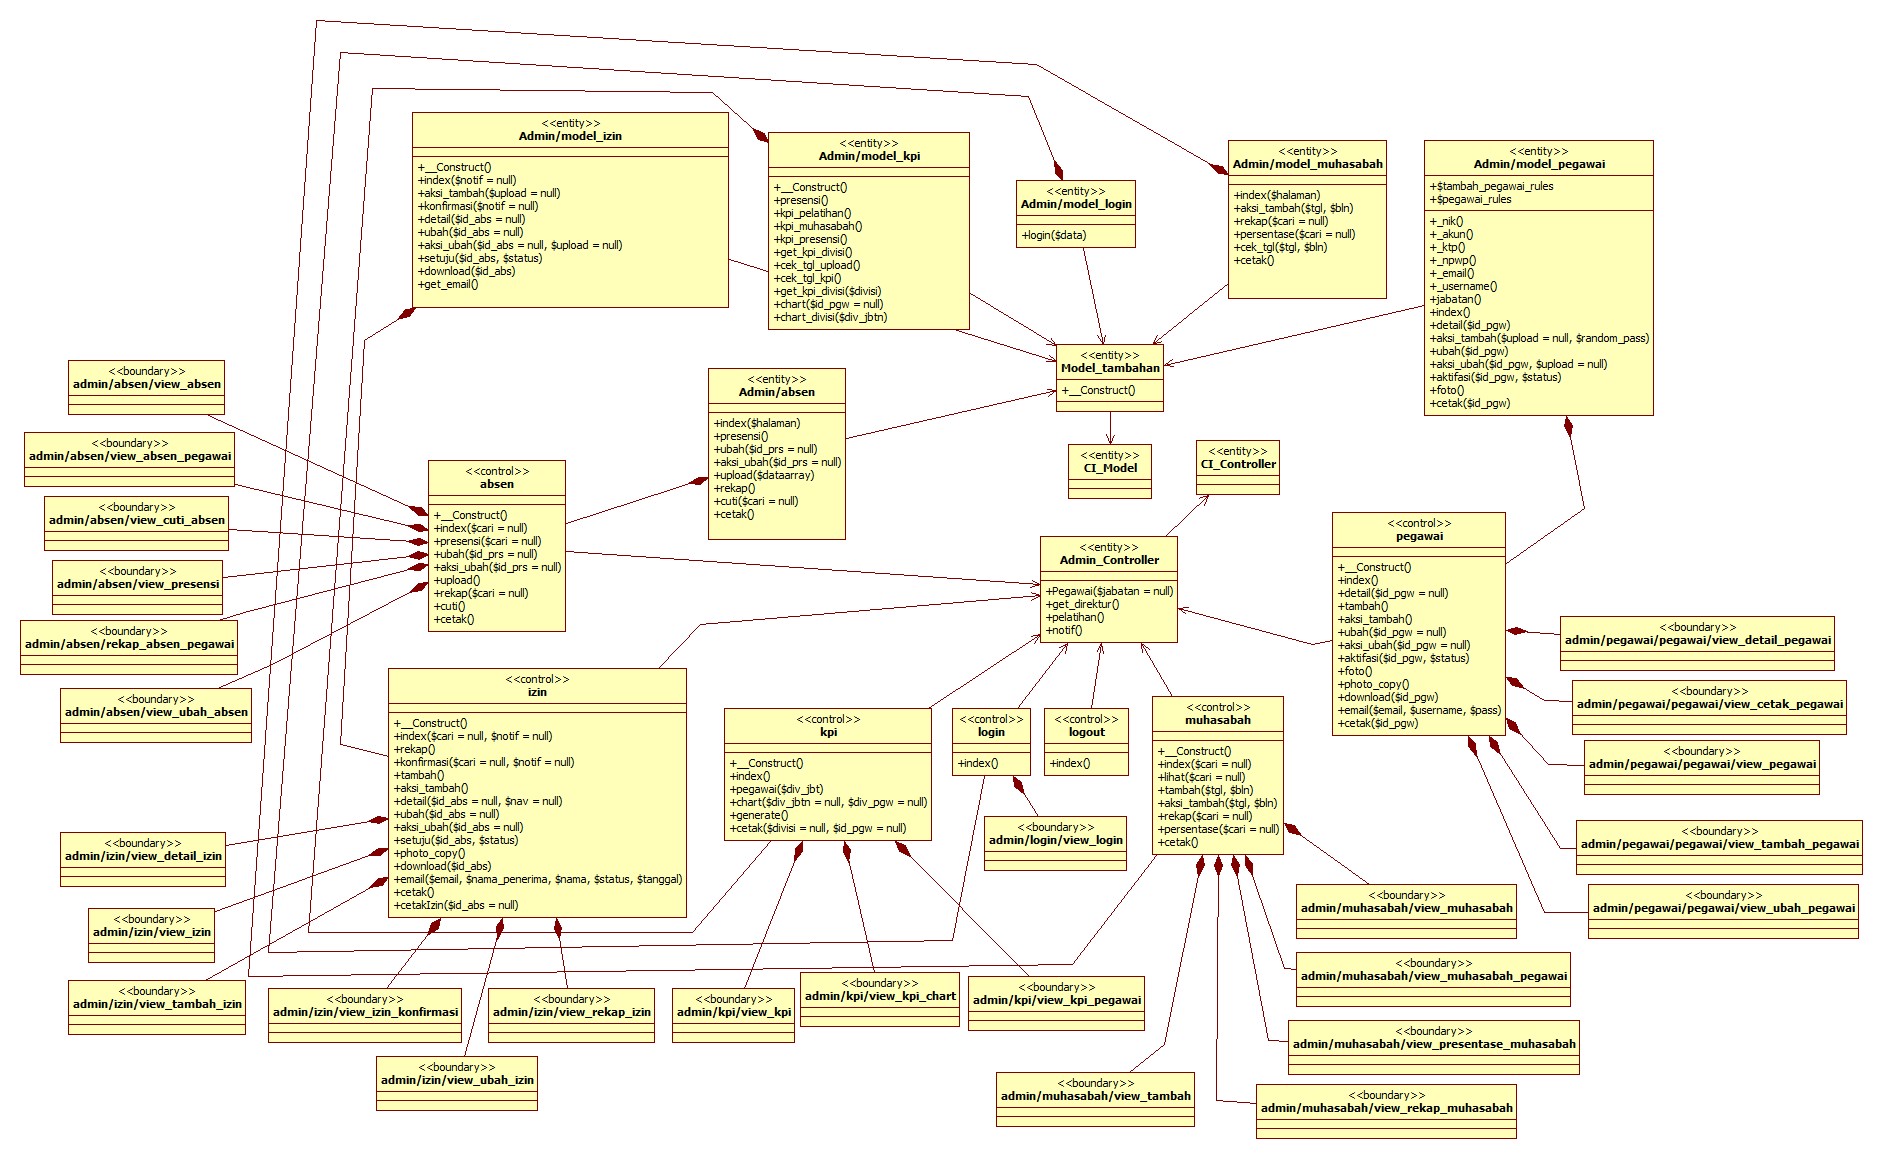 <<entity>>
Admin/model_izin
+__Construct()
+index($notif = null)
+aksi_tambah($upload = null)
+konfirmasi($notif = null)
+detail($id_abs = null)
+ubah($id_abs = null)
+aksi_ubah($id_abs = null, $upload = null)
+setuju($id_abs, $status)
+download($id_abs)
+get_email()
<<entity>>
Admin/model_kpi
+__Construct()
+presensi()
+kpi_pelatihan()
+kpi_muhasabah()
+kpi_presensi()
+get_kpi_divisi()
+cek_tgl_upload()
+cek_tgl_kpi()
+get_kpi_divisi($divisi)
+chart($id_pgw = null)
+chart_divisi($div_jbtn)
<<entity>>
Admin/model_login
+login($data)
<<entity>>
Admin/model_muhasabah
+index($halaman)
+aksi_tambah($tgl, $bln)
+rekap($cari = null)
+persentase($cari = null)
+cek_tgl($tgl, $bln)
+cetak()
<<entity>>
Admin/model_pegawai
+$tambah_pegawai_rules
+$pegawai_rules
+_nik()
+_akun()
+_ktp()
+_npwp()
+_email()
+_username()
+jabatan()
+index()
+detail($id_pgw)
+aksi_tambah($upload = null, $random_pass)
+ubah($id_pgw)
+aksi_ubah($id_pgw, $upload = null)
+aktifasi($id_pgw, $status)
+foto()
+cetak($id_pgw)
<<entity>>
Model_tambahan
+__Construct()
<<entity>>
CI_Model
<<entity>>
CI_Controller
<<entity>>
Admin/absen
+index($halaman)
+presensi()
+ubah($id_prs = null)
+aksi_ubah($id_prs = null)
+upload($dataarray)
+rekap()
+cuti($cari = null)
+cetak()
<<boundary>>
admin/absen/view_absen
<<boundary>>
admin/absen/view_absen_pegawai
<<boundary>>
admin/absen/view_cuti_absen
<<boundary>>
admin/absen/view_presensi
<<boundary>>
admin/absen/rekap_absen_pegawai
<<boundary>>
admin/absen/view_ubah_absen
<<control>>
absen
+__Construct()
+index($cari = null)
+presensi($cari = null)
+ubah($id_prs = null)
+aksi_ubah($id_prs = null)
+upload()
+rekap($cari = null)
+cuti()
+cetak()
<<entity>>
Admin_Controller
+Pegawai($jabatan = null)
+get_direktur()
+pelatihan()
+notif()
<<control>>
pegawai
+__Construct()
+index()
+detail($id_pgw = null)
+tambah()
+aksi_tambah()
+ubah($id_pgw = null)
+aksi_ubah($id_pgw = null)
+aktifasi($id_pgw, $status)
+foto()
+photo_copy()
+download($id_pgw)
+email($email, $username, $pass)
+cetak($id_pgw)
<<boundary>>
admin/pegawai/pegawai/view_detail_pegawai
<<boundary>>
admin/pegawai/pegawai/view_cetak_pegawai
<<boundary>>
admin/pegawai/pegawai/view_pegawai
<<boundary>>
admin/pegawai/pegawai/view_tambah_pegawai
<<boundary>>
admin/pegawai/pegawai/view_ubah_pegawai
<<control>>
izin
+__Construct()
+index($cari = null, $notif = null)
+rekap()
+konfirmasi($cari = null, $notif = null)
+tambah()
+aksi_tambah()
+detail($id_abs = null, $nav = null)
+ubah($id_abs = null)
+aksi_ubah($id_abs = null)
+setuju($id_abs, $status)
+photo_copy()
+download($id_abs)
+email($email, $nama_penerima, $nama, $status, $tanggal)
+cetak()
+cetakIzin($id_abs = null)
<<control>>
kpi
+__Construct()
+index()
+pegawai($div_jbt)
+chart($div_jbtn = null, $div_pgw = null)
+generate()
+cetak($divisi = null, $id_pgw = null)
<<control>>
login
+index()
<<control>>
logout
+index()
<<control>>
muhasabah
+__Construct()
+index($cari = null)
+lihat($cari = null)
+tambah($tgl, $bln)
+aksi_tambah($tgl, $bln)
+rekap($cari = null)
+persentase($cari = null)
+cetak()
<<boundary>>
admin/login/view_login
<<boundary>>
admin/izin/view_detail_izin
<<boundary>>
admin/izin/view_izin
<<boundary>>
admin/izin/view_tambah_izin
<<boundary>>
admin/izin/view_izin_konfirmasi
<<boundary>>
admin/izin/view_rekap_izin
<<boundary>>
admin/izin/view_ubah_izin
<<boundary>>
admin/kpi/view_kpi
<<boundary>>
admin/kpi/view_kpi_chart
<<boundary>>
admin/kpi/view_kpi_pegawai
<<boundary>>
admin/muhasabah/view_muhasabah
<<boundary>>
admin/muhasabah/view_muhasabah_pegawai
<<boundary>>
admin/muhasabah/view_presentase_muhasabah
<<boundary>>
admin/muhasabah/view_tambah
<<boundary>>
admin/muhasabah/view_rekap_muhasabah